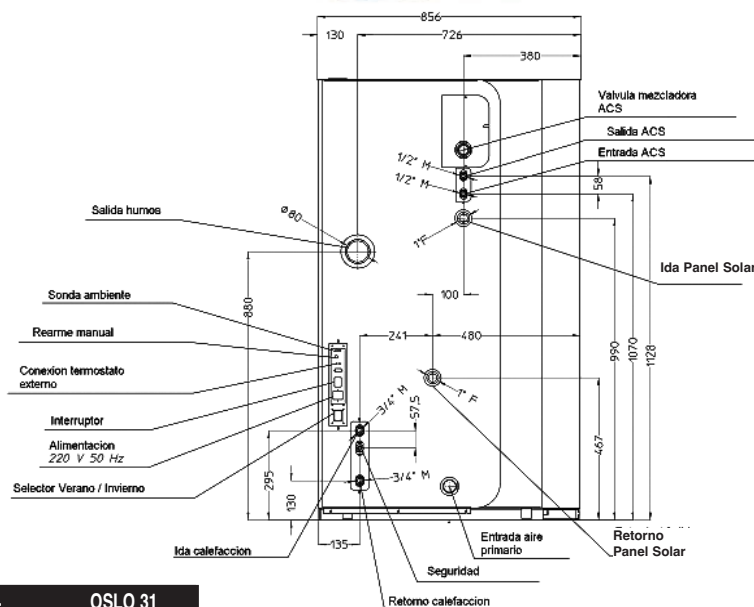 856
130
726
380
Valvula mezcladora
ACS
Salida ACS
Entrada ACS
1/2" M
1/2" M
58
Salida humos
ø80
1"F
Ida Panel Solar
Sonda ambiente
100
Rearme manual
241
480
880
990
1070
1128
Conexion termostato
externo
Interruptor
3/4" M
1" F
57,5
Alimentacion
220 V 50 Hz
467
Selector Verano / Invierno
295
130
3/4" M
135
Ida calefaccion
Entrada aire
primario
Retorno
Panel Solar
Seguridad
OSLO 31
Retorno calefaccion